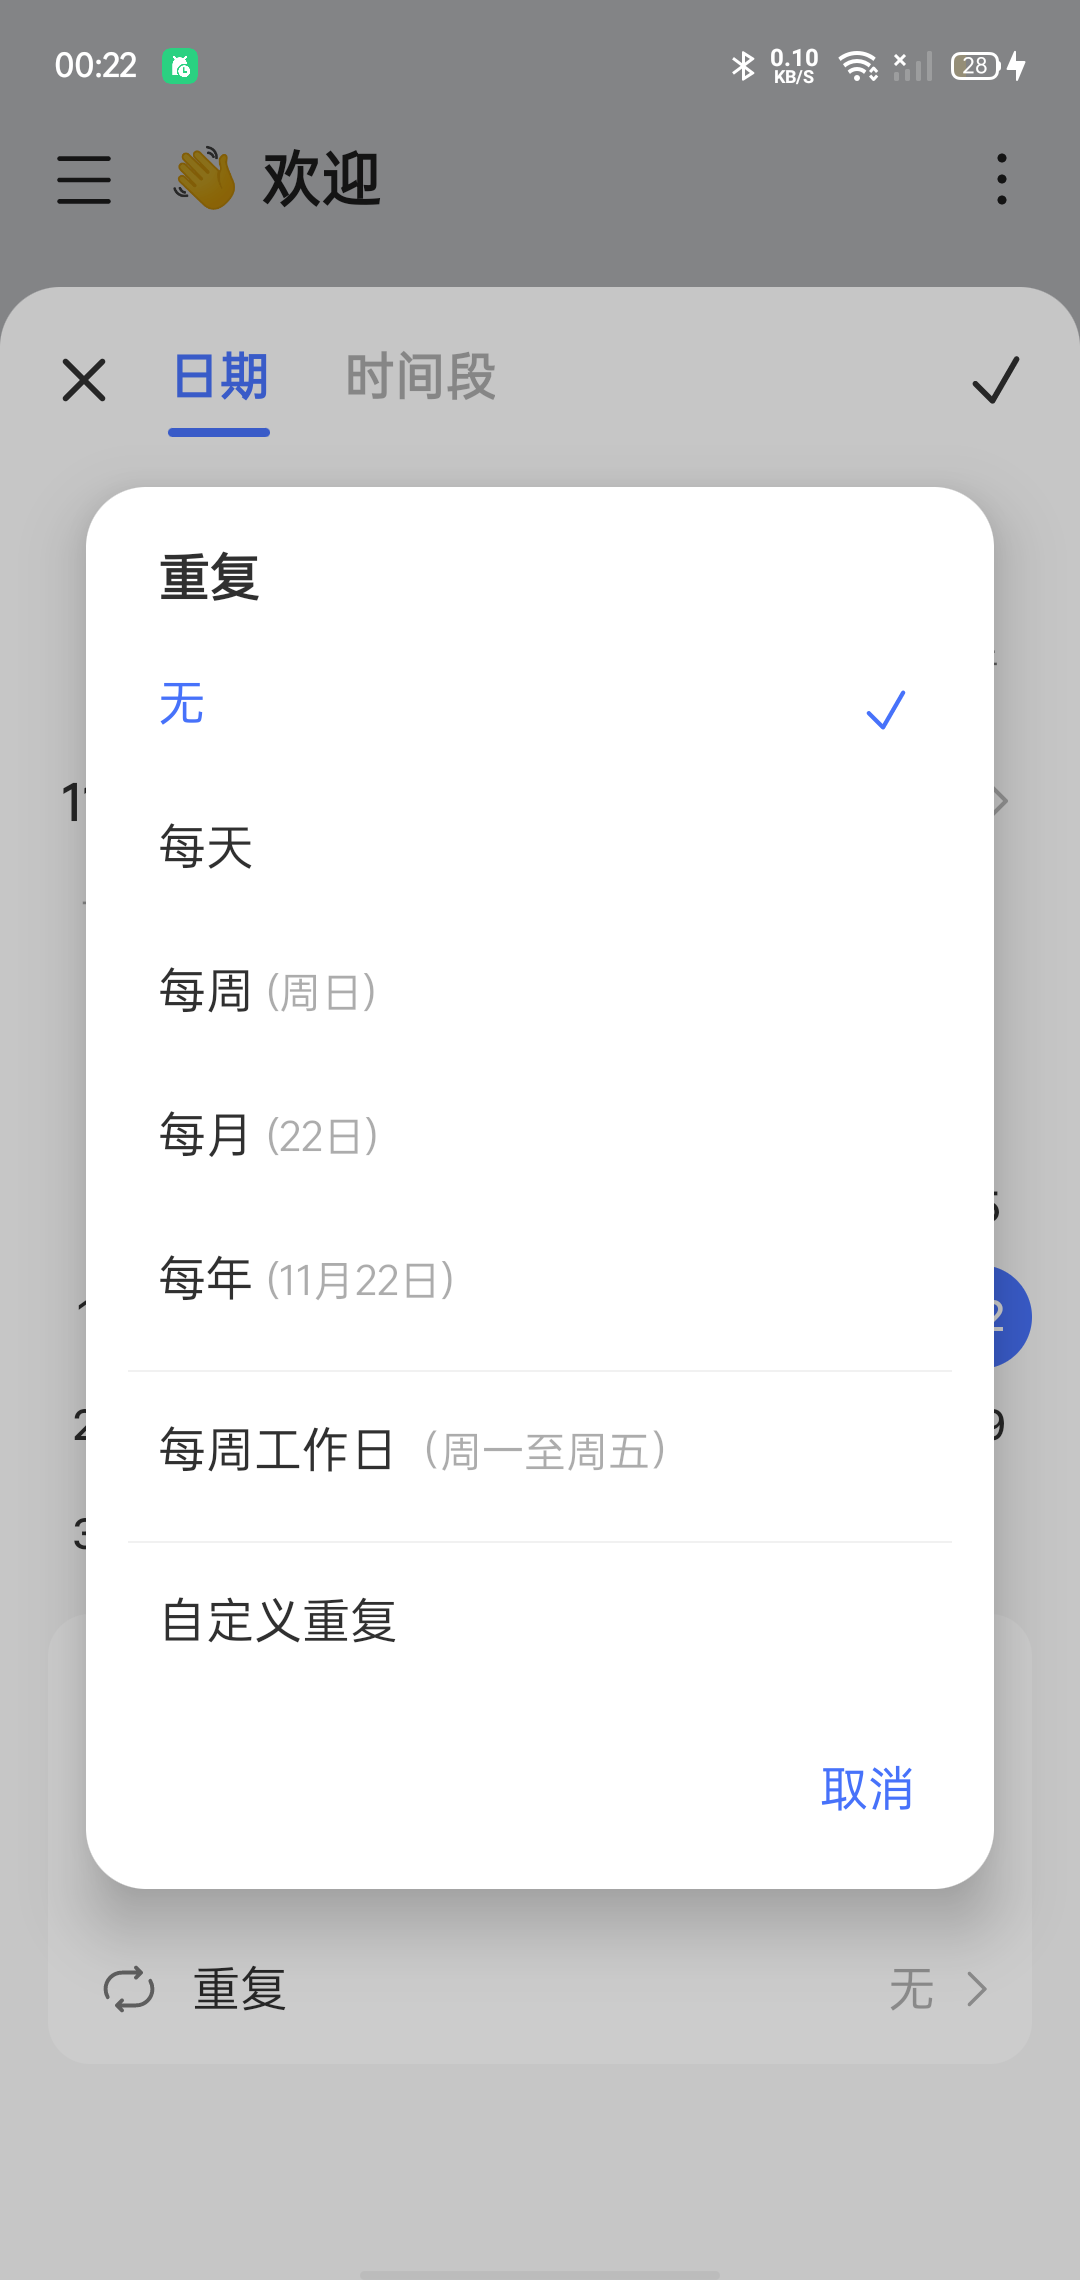 00:22
0.10
KB/S
28
欢迎
日期
时间段
重复
无
每天
每周 (周日)
每月 (22日)
每年 (11月22日)
每周工作日（周一至周五）
自定义重复
取消
重复
无